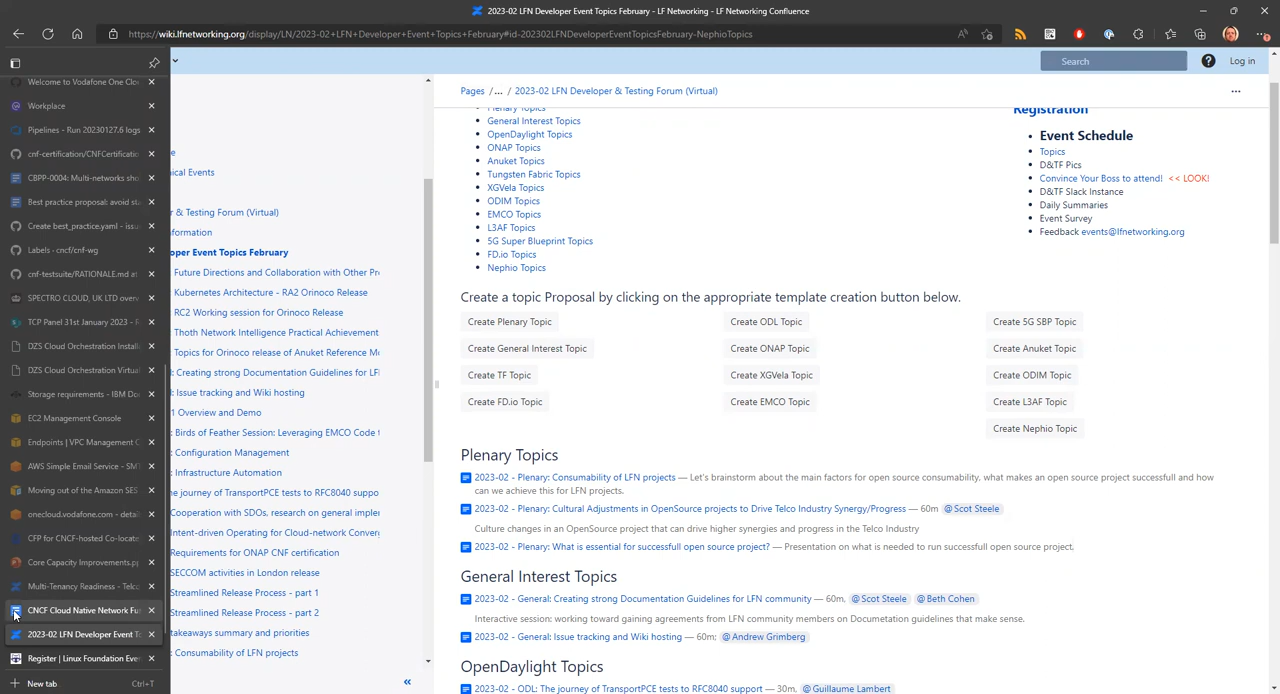 2023-02 LFN Developer Event Topics February - LF Networking - LF Networking Confluence
https://wiki.lfnetworking.org/display/LN/2023-02+LFN+Developer+Event+Topics+February#id-202302LFNDeveloperEventTopicsFebruary-NephioTopics
Search
Log in
Welcome to Vodafone One Clo
Workplace
Pipelines - Run 20230127.6 logs
cnf-certification/CNFCertificatio
CBPP-0004: Multi-networks sho
Best practice proposal: avoid sta
Create best_practice.yaml - issu
Labels - cncf/cnf-wg
cnf-testsuite/RATIONALE.md at
SPECTRO CLOUD, UK LTD over
TCP Panel 31st January 2023 - F
DZS Cloud Orchestration Install
DZS Cloud Orchestration Virtua
Storage requirements - IBM Do
EC2 Management Console
Endpoints | VPC Management C
AWS Simple Email Service - SM
Moving out of the Amazon SES
onecloud.vodafone.com - detai
CFP for CNCF-hosted Co-locate
Core Capacity Improvements.p
Multi-Tenancy Readiness - Telc
CNCF Cloud Native Network Fu
2023-02 LFN Developer Event To
Register | Linux Foundation Eve
New tab
Ctrl+T
e
ical Events
r & Testing Forum (Virtual)
formation
oper Event Topics February
Future Directions and Collaboration with Other Pr
Kubernetes Architecture - RA2 Orinoco Release
RC2 Working session for Orinoco Release
Thoth Network Intelligence Practical Achievement
Topics for Orinoco release of Anuket Reference Mo
: Creating strong Documentation Guidelines for LF
l: Issue tracking and Wiki hosting
1 Overview and Demo
: Birds of Feather Session: Leveraging EMCO Code t
: Configuration Management
: Infrastructure Automation
he journey of TransportPCE tests to RFC8040 suppo
Cooperation with SDOs, research on general implem
Intent-driven Operating for Cloud-network Converg
Requirements for ONAP CNF certification
SECCOM activities in London release
Streamlined Release Process - part 1
Streamlined Release Process - part 2
takeaways summary and priorities
: Consumability of LFN projects
Pages /… / 2023-02 LFN Developer & Testing Forum (Virtual)
Plenary Topics
General Interest Topics
OpenDaylight Topics
ONAP Topics
Anuket Topics
Tungsten Fabric Topics
XGVela Topics
ODIM Topics
EMCO Topics
L3AF Topics
5G Super Blueprint Topics
FD.io Topics
Nephio Topics
Registration
Event Schedule
Topics
D&TF Pics
Convince Your Boss to attend! << LOOK!
D&TF Slack Instance
Daily Summaries
Event Survey
Feedback events@lfnetworking.org
Create a topic Proposal by clicking on the appropriate template creation button below.
Create Plenary Topic
Create ODL Topic
Create 5G SBP Topic
Create General Interest Topic
Create ONAP Topic
Create Anuket Topic
Create TF Topic
Create XGVela Topic
Create ODIM Topic
Create FD.io Topic
Create EMCO Topic
Create L3AF Topic
Create Nephio Topic
Plenary Topics
2023-02 - Plenary: Consumability of LFN projects — Let's brainstorm about the main factors for open source consumability. what makes an open source project successfull and how
can we achieve this for LFN projects.
2023-02 - Plenary: Cultural Adjustments in OpenSource projects to Drive Telco Industry Synergy/Progress — 60m @Scot Steele
Culture changes in an OpenSource project that can drive higher synergies and progress in the Telco Industry
2023-02 - Plenary: What is essential for successfull open source project? — Presentation on what is needed to run successfull open source project.
General Interest Topics
2023-02 - General: Creating strong Documentation Guidelines for LFN community — 60m, @Scot Steele @Beth Cohen
Interactive session: working toward gaining agreements from LFN community members on Documetation guidelines that make sense.
2023-02 - General: Issue tracking and Wiki hosting — 60m; @Andrew Grimberg
OpenDaylight Topics
2023-02 - ODL: The journey of TransportPCE tests to RFC8040 support — 30m, @Guillaume Lambert